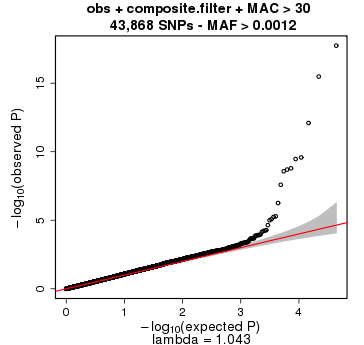 obs + composite.filter + MAC > 30
43,868 SNPs - MAF > 0.0012
15
10
5
0
−log10(observed P)
0 1 2 3 4
−log10(expected P)
lambda = 1.043